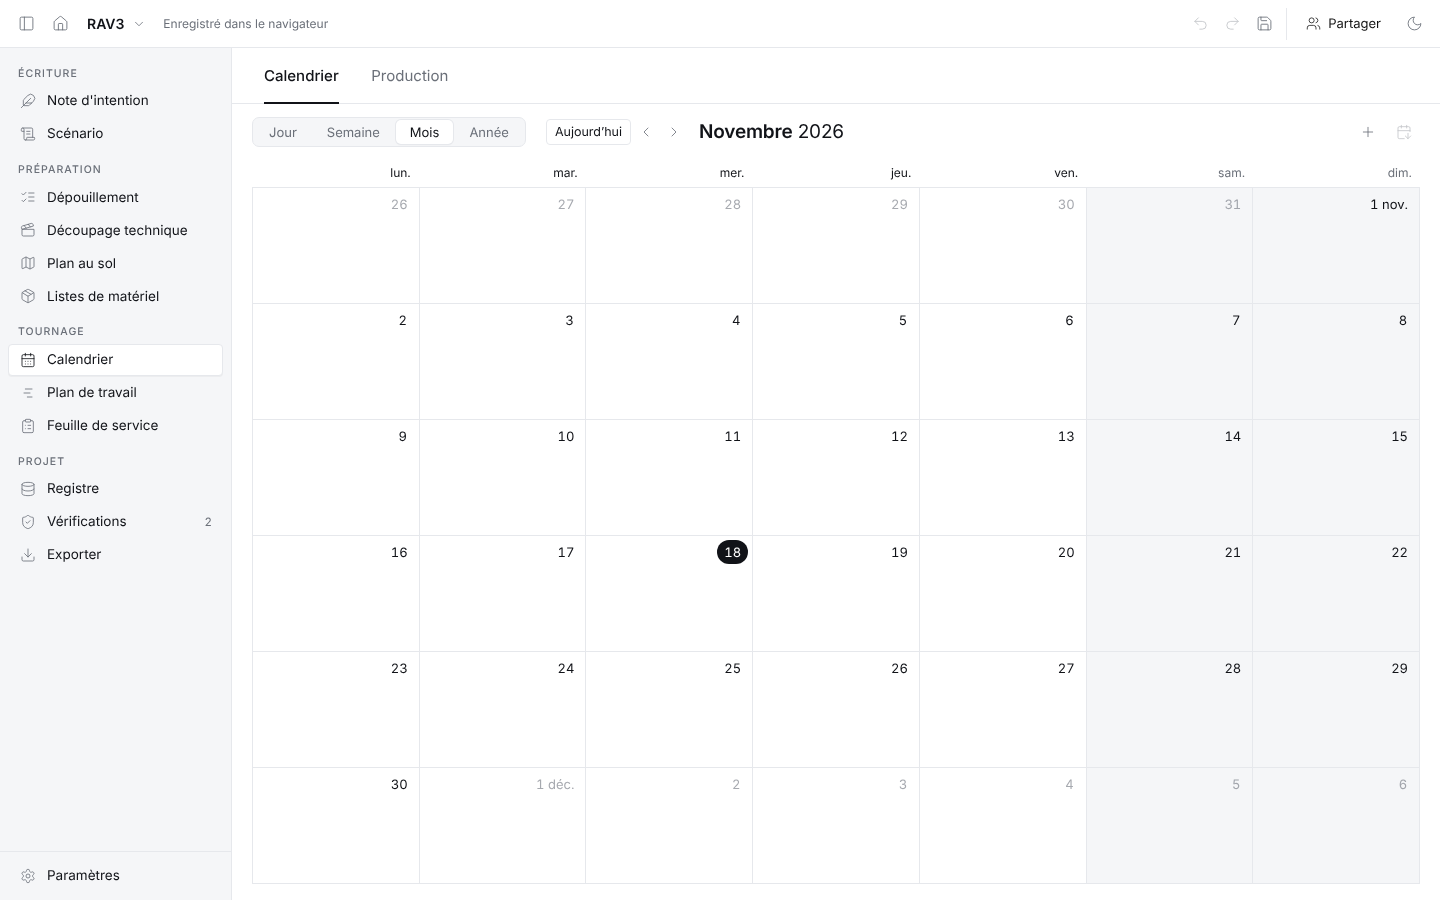 RAV3
Enregistré dans le navigateur
Partager
ÉCRITURE
Note d'intention
Scénario
PRÉPARATION
Dépouillement
Découpage technique
Plan au sol
Listes de matériel
TOURNAGE
Calendrier
Plan de travail
Feuille de service
PROJET
Registre
Vérifications 2
Exporter
Paramètres
Calendrier Production
Jour Semaine Mois Année Aujourd’hui Novembre 2026
lun. mar. mer. jeu. ven. sam. dim.
26 27 28 29 30 31 1 nov.
2 3 4 5 6 7 8
9 10 11 12 13 14 15
16 17 18 19 20 21 22
23 24 25 26 27 28 29
30 1 déc. 2 3 4 5 6